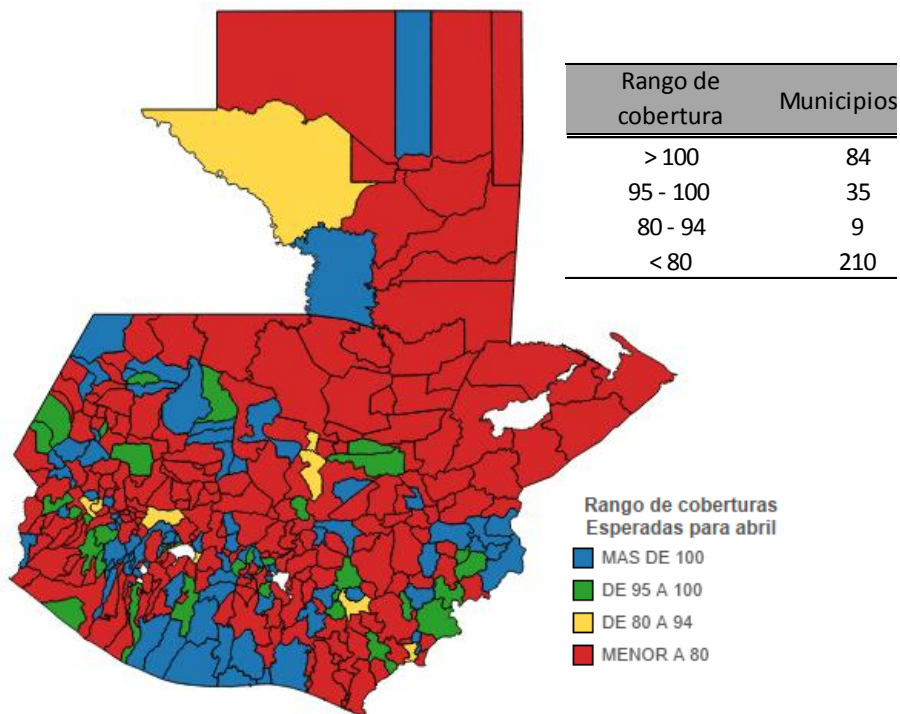 Rango de cobertura Municipios
> 100 84
95 - 100 35
80 - 94 9
< 80 210
Rango de coberturas
Esperadas para abril
MAS DE 100
DE 95 A 100
DE 80 A 94
MENOR A 80